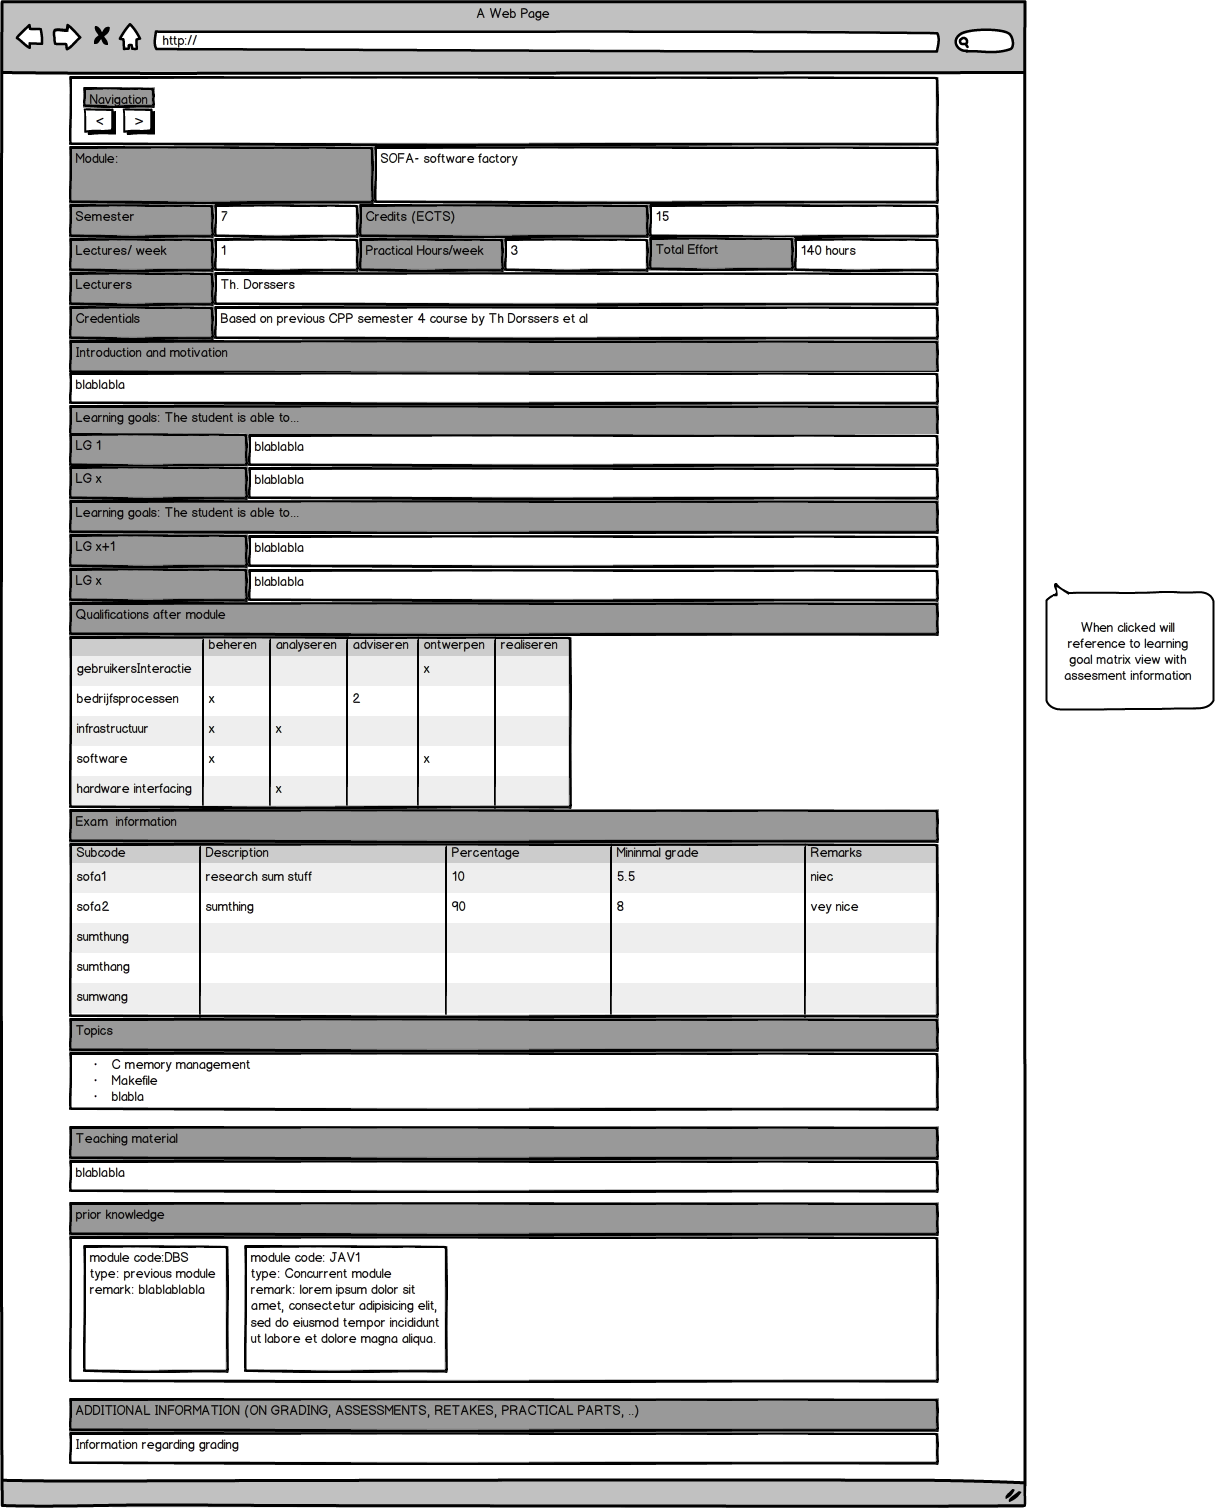 A Web Page
http://
Navigation
< >
Module: SOFA- software factory
Semester 7 Credits (ECTS) 15
Lectures/ week 1 Practical Hours/week 3 Total Effort 140 hours
Lecturers Th. Dorssers
Credentials Based on previous CPP semester 4 course by Th Dorssers et al
Introduction and motivation
blablabla
Learning goals: The student is able to...
LG 1 blablabla
LG x blablabla
Learning goals: The student is able to...
LG x+1 blablabla
LG x blablabla
Qualifications after module
beheren analyseren adviseren ontwerpen realiseren
gebruikersInteractie x
bedrijfsprocessen x 2
infrastructuur x x
software x x
hardware interfacing x
When clicked will
reference to learning
goal matrix view with
assesment information
Exam information
Subcode Description Percentage Mininmal grade Remarks
sofa1 research sum stuff 10 5.5 niec
sofa2 sumthing 90 8 vey nice
sumthung
sumthang
sumwang
Topics
· C memory management
· Makefile
· blabla
Teaching material
blablabla
prior knowledge
module code:DBS
type: previous module
remark: blablablabla
module code: JAV1
type: Concurrent module
remark: lorem ipsum dolor sit
amet, consectetur adipisicing elit,
sed do eiusmod tempor incididunt
ut labore et dolore magna aliqua.
ADDITIONAL INFORMATION (ON GRADING, ASSESSMENTS, RETAKES, PRACTICAL PARTS, ..)
Information regarding grading